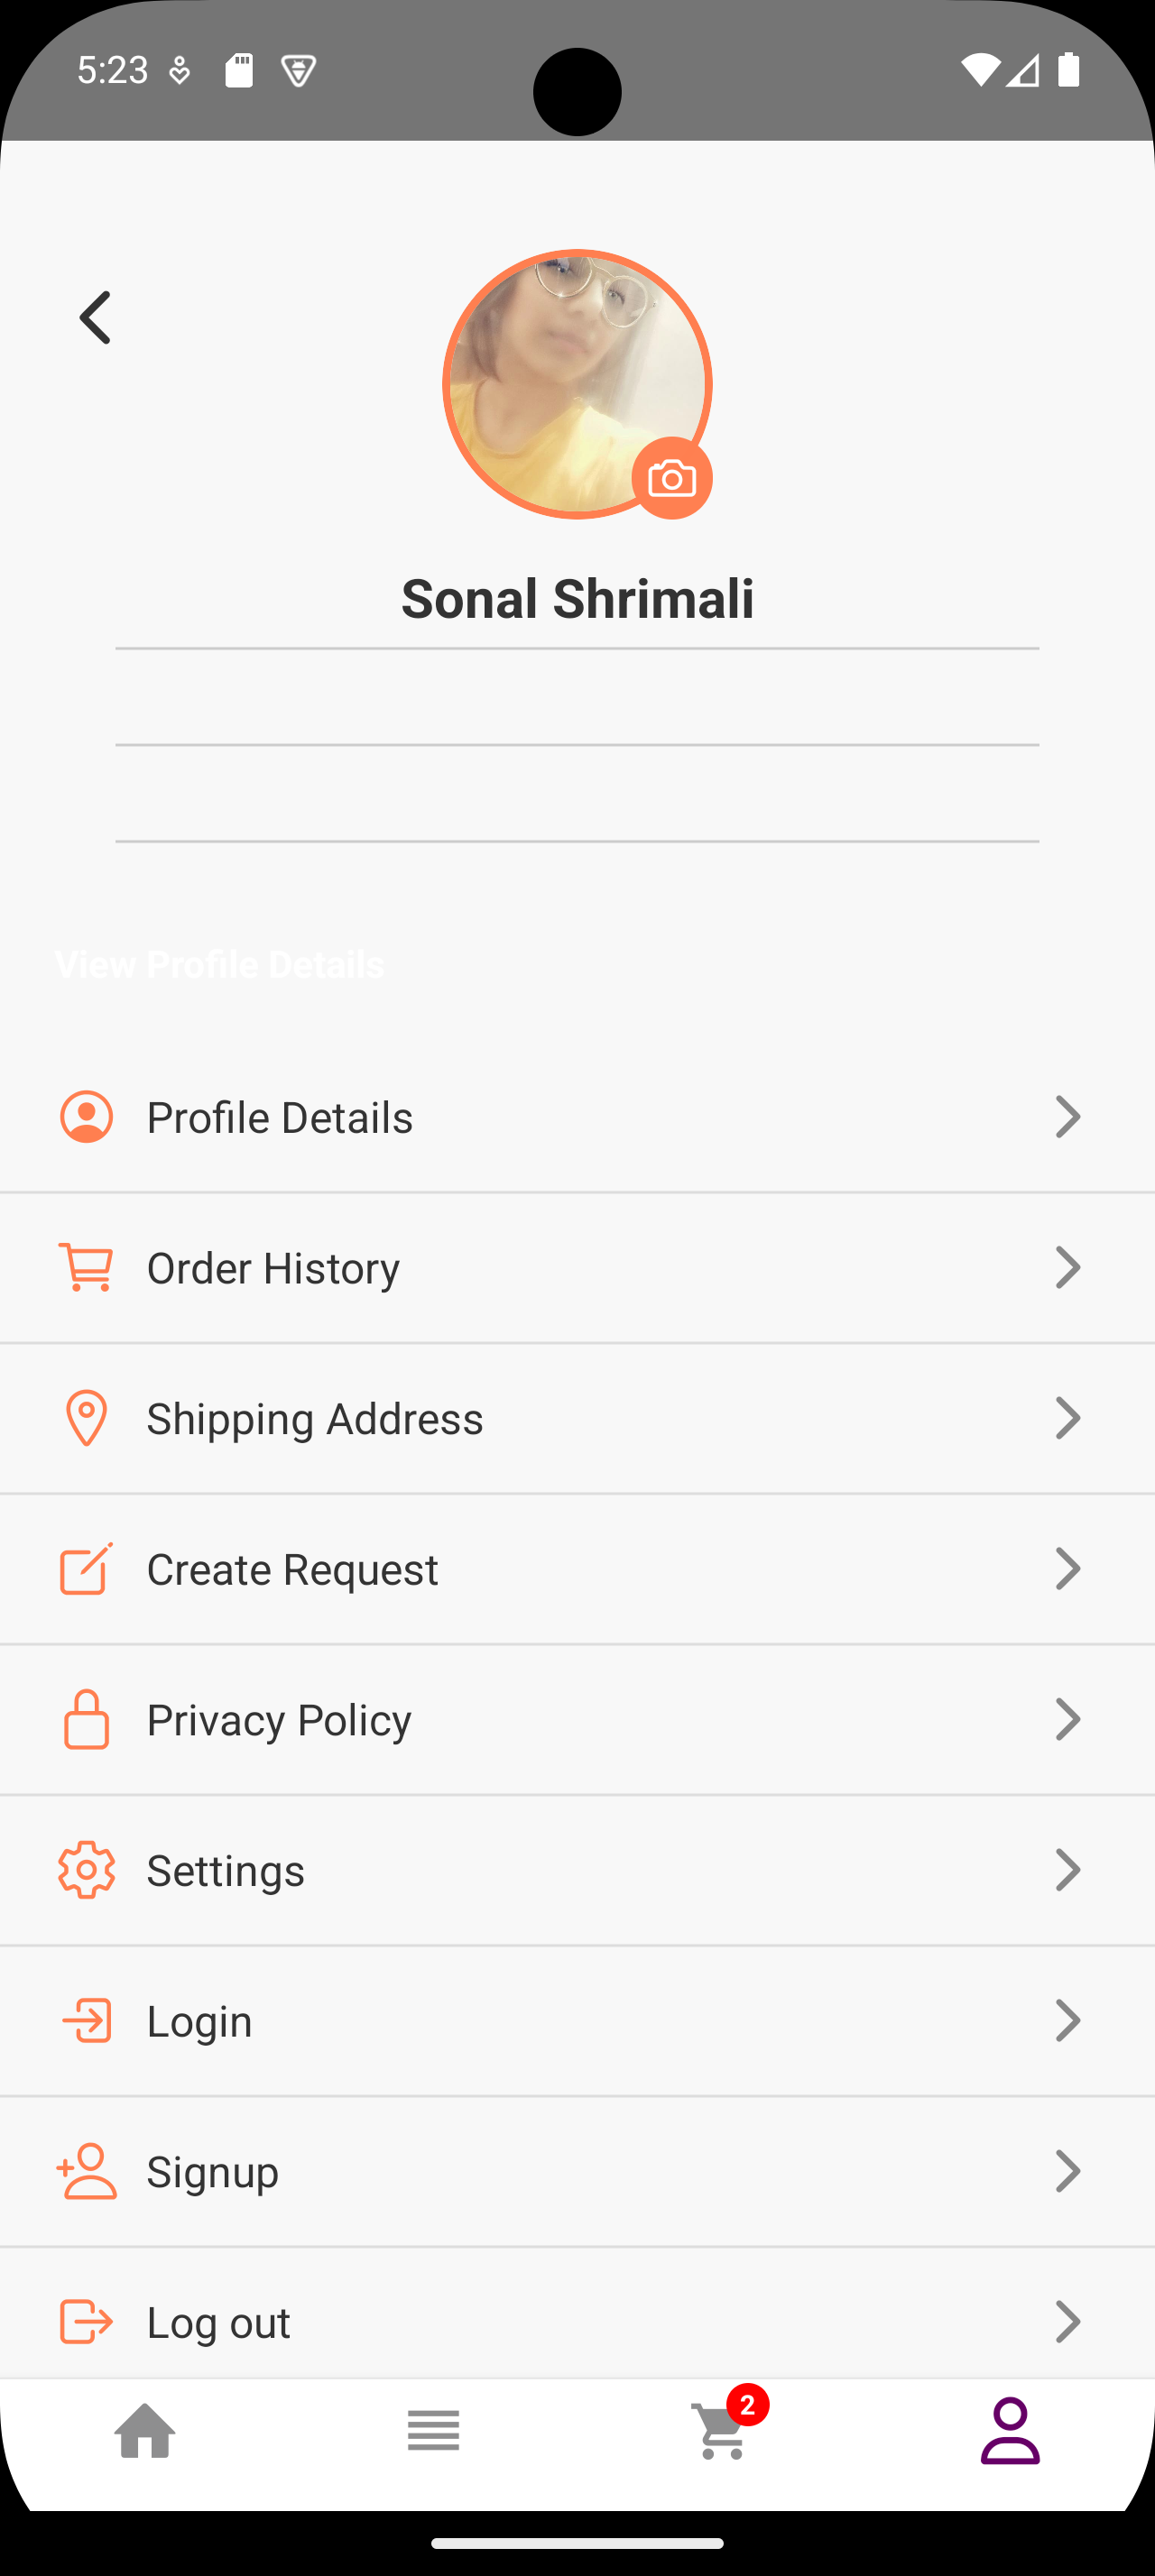 5:23
Sonal Shrimali
View Profile Details
Profile Details
Order History
Shipping Address
Create Request
Privacy Policy
Settings
Login
Signup
Log out
2